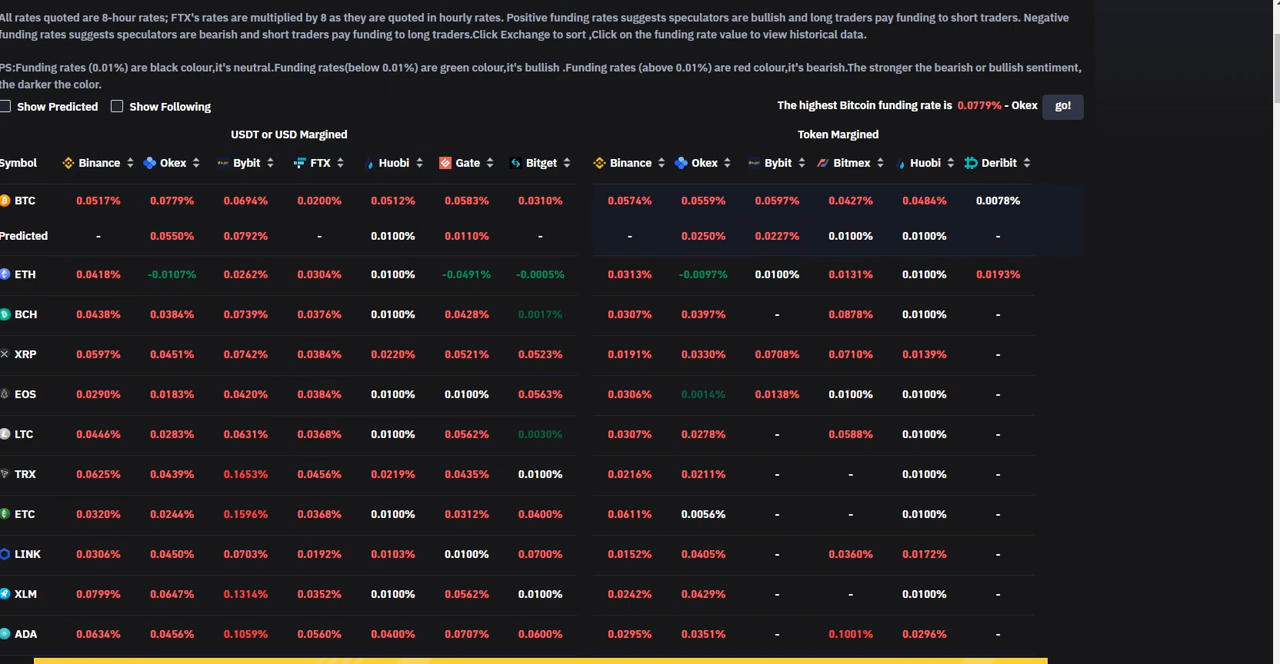 All rates quoted are 8-hour rates; FTX's rates are multiplied by 8 as they are quoted in hourly rates. Positive funding rates suggests speculators are bullish and long traders pay funding to short traders. Negative
funding rates suggests speculators are bearish and short traders pay funding to long traders.Click Exchange to sort ,Click on the funding rate value to view historical data.
PS:Funding rates (0.01%) are black colour,it's neutral.Funding rates(below 0.01%) are green colour,it's bullish .Funding rates (above 0.01%) are red colour,it's bearish.The stronger the bearish or bullish sentiment,
the darker the color.
Show Predicted Show Following The highest Bitcoin funding rate is 0.0779% - Okex go!
USDT or USD Margined Token Margined
Symbol Binance Okex Bybit FTX Huobi Gate Bitget Binance Okex Bybit Bitmex Huobi Deribit
BTC 0.0517% 0.0779% 0.0694% 0.0200% 0.0512% 0.0583% 0.0310% 0.0574% 0.0559% 0.0597% 0.0427% 0.0484% 0.0078%
Predicted - 0.0550% 0.0792% - 0.0100% 0.0110% - - 0.0250% 0.0227% 0.0100% 0.0100% -
ETH 0.0418% -0.0107% 0.0262% 0.0304% 0.0100% -0.0491% -0.0005% 0.0313% -0.0097% 0.0100% 0.0131% 0.0100% 0.0193%
BCH 0.0438% 0.0384% 0.0739% 0.0376% 0.0100% 0.0428% 0.0017% 0.0307% 0.0397% - 0.0878% 0.0100% -
XRP 0.0597% 0.0451% 0.0742% 0.0384% 0.0220% 0.0521% 0.0523% 0.0191% 0.0330% 0.0708% 0.0710% 0.0139% -
EOS 0.0290% 0.0183% 0.0420% 0.0384% 0.0100% 0.0100% 0.0563% 0.0306% 0.0014% 0.0138% 0.0100% 0.0100% -
LTC 0.0446% 0.0283% 0.0631% 0.0368% 0.0100% 0.0562% 0.0030% 0.0307% 0.0278% - 0.0588% 0.0100% -
TRX 0.0625% 0.0439% 0.1653% 0.0456% 0.0219% 0.0435% 0.0100% 0.0216% 0.0211% - - 0.0100% -
ETC 0.0320% 0.0244% 0.1596% 0.0368% 0.0100% 0.0312% 0.0400% 0.0611% 0.0056% - - 0.0100% -
LINK 0.0306% 0.0450% 0.0703% 0.0192% 0.0103% 0.0100% 0.0700% 0.0152% 0.0405% - 0.0360% 0.0172% -
XLM 0.0799% 0.0647% 0.1314% 0.0352% 0.0100% 0.0562% 0.0100% 0.0242% 0.0429% - - 0.0100% -
ADA 0.0634% 0.0456% 0.1059% 0.0560% 0.0400% 0.0707% 0.0600% 0.0295% 0.0351% - 0.1001% 0.0296% -